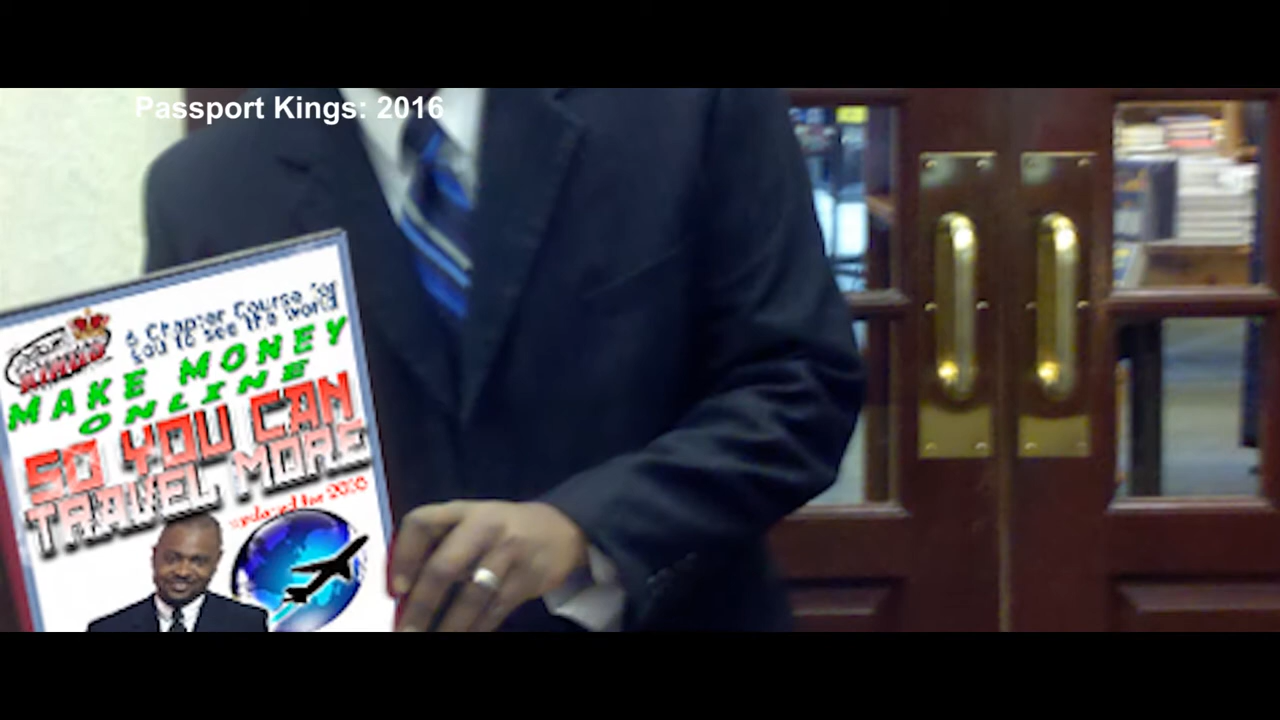 Passport Kings: 2016
A Chapter Course for
you to see the world
MAKE MONEY
ONLINE
SO YOU CAN
TRAVEL MORE
KINGS